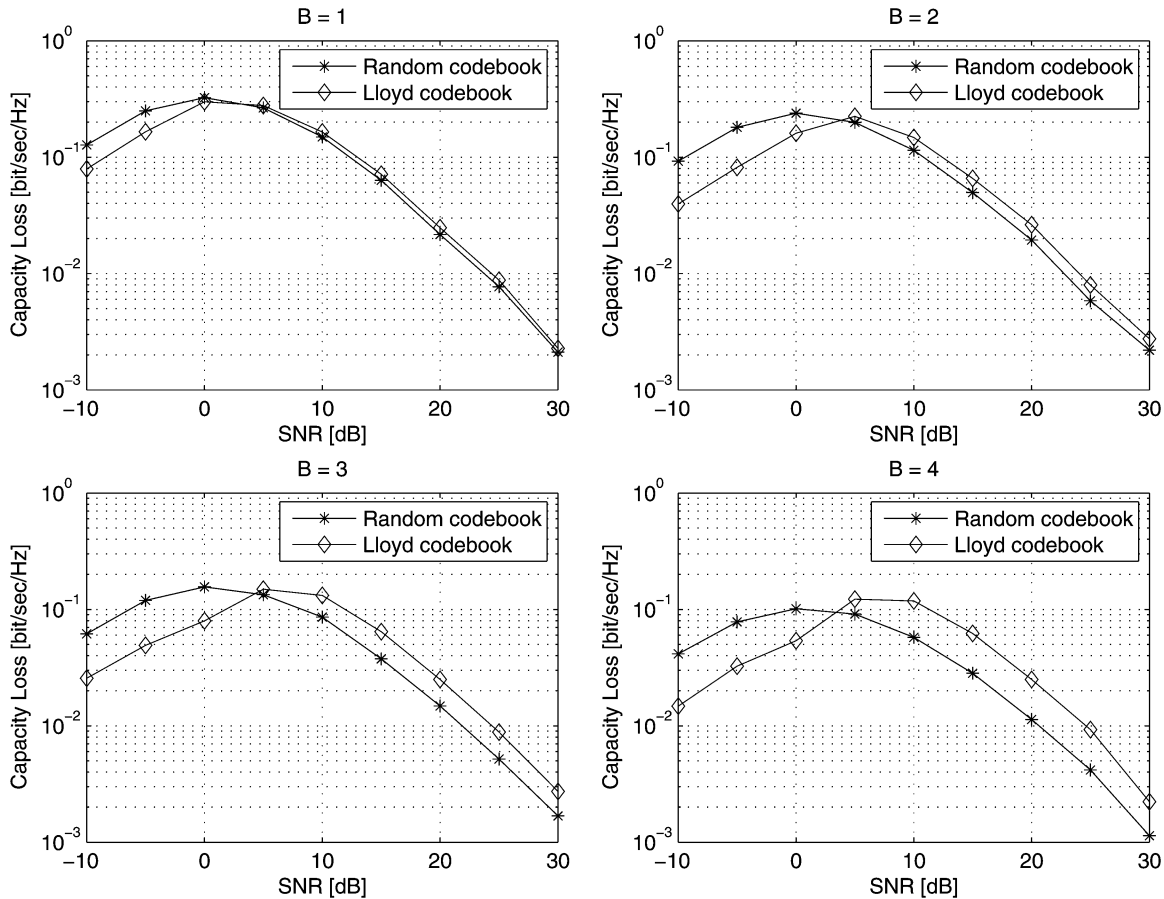 B = 1
10^0
10^−1
10^−2
10^−3
Capacity Loss [bit/sec/Hz]
Random codebook
Lloyd codebook
−10 0 10 20 30
SNR [dB]
B = 2
10^0
10^−1
10^−2
10^−3
Capacity Loss [bit/sec/Hz]
Random codebook
Lloyd codebook
−10 0 10 20 30
SNR [dB]
B = 3
10^0
10^−1
10^−2
10^−3
Capacity Loss [bit/sec/Hz]
Random codebook
Lloyd codebook
−10 0 10 20 30
SNR [dB]
B = 4
10^0
10^−1
10^−2
10^−3
Capacity Loss [bit/sec/Hz]
Random codebook
Lloyd codebook
−10 0 10 20 30
SNR [dB]